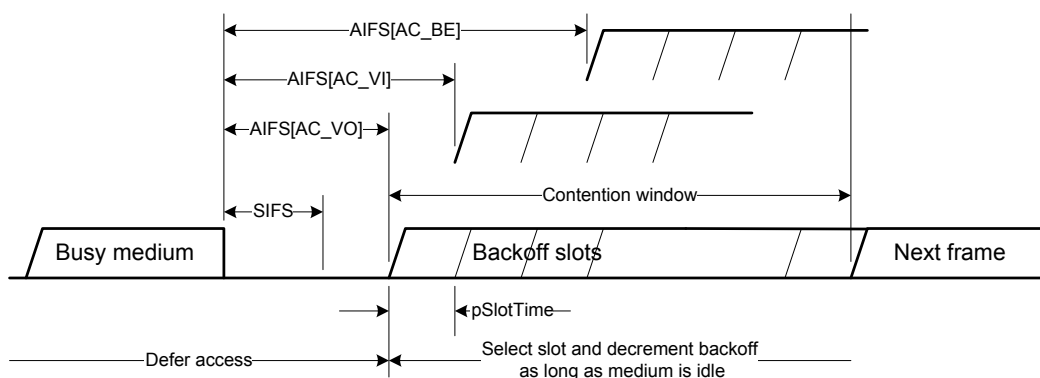 AIFS[AC_BE]
AIFS[AC_VI]
AIFS[AC_VO]
Contention window
SIFS
Busy medium
Backoff slots
Next frame
pSlotTime
Defer access
Select slot and decrement backoff
as long as medium is idle